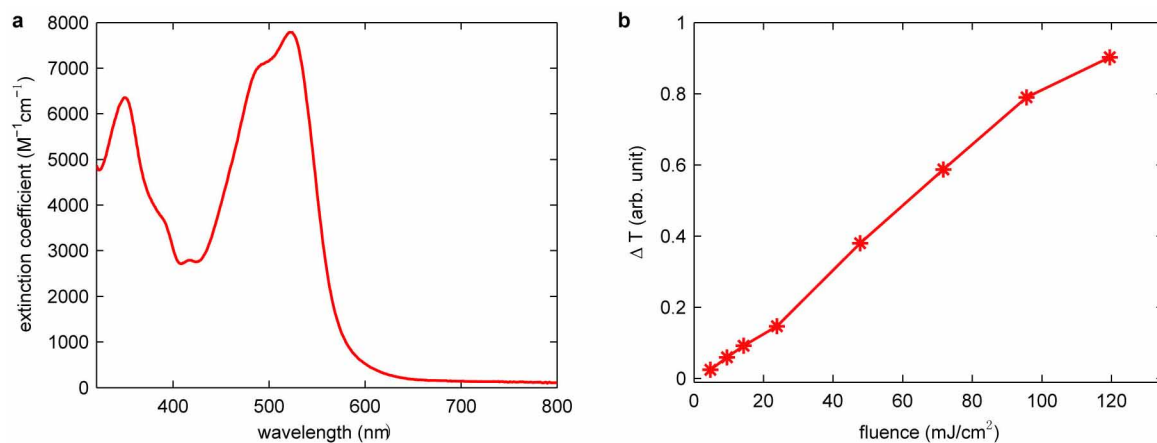 a
8000
7000
6000
5000
4000
3000
2000
1000
0
extinction coefficient (M⁻¹cm⁻¹)
400 500 600 700 800
wavelength (nm)
b
1
0.8
0.6
0.4
0.2
0
Δ T (arb. unit)
0 20 40 60 80 100 120
fluence (mJ/cm²)